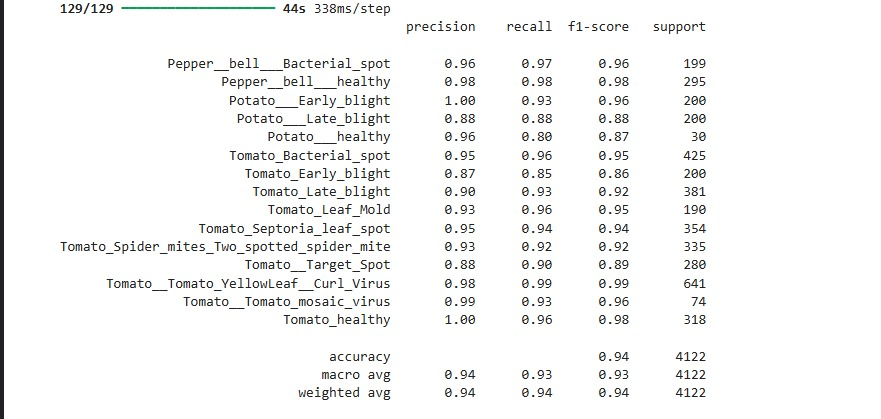 129/129 ━━━━━━━━━━━━━━━━━━━━ 44s 338ms/step
precision recall f1-score support
Pepper__bell___Bacterial_spot 0.96 0.97 0.96 199
Pepper__bell___healthy 0.98 0.98 0.98 295
Potato___Early_blight 1.00 0.93 0.96 200
Potato___Late_blight 0.88 0.88 0.88 200
Potato___healthy 0.96 0.80 0.87 30
Tomato_Bacterial_spot 0.95 0.96 0.95 425
Tomato_Early_blight 0.87 0.85 0.86 200
Tomato_Late_blight 0.90 0.93 0.92 381
Tomato_Leaf_Mold 0.93 0.96 0.95 190
Tomato_Septoria_leaf_spot 0.95 0.94 0.94 354
Tomato_Spider_mites_Two_spotted_spider_mite 0.93 0.92 0.92 335
Tomato__Target_Spot 0.88 0.90 0.89 280
Tomato__Tomato_YellowLeaf__Curl_Virus 0.98 0.99 0.99 641
Tomato__Tomato_mosaic_virus 0.99 0.93 0.96 74
Tomato_healthy 1.00 0.96 0.98 318
accuracy 0.94 4122
macro avg 0.94 0.93 0.93 4122
weighted avg 0.94 0.94 0.94 4122